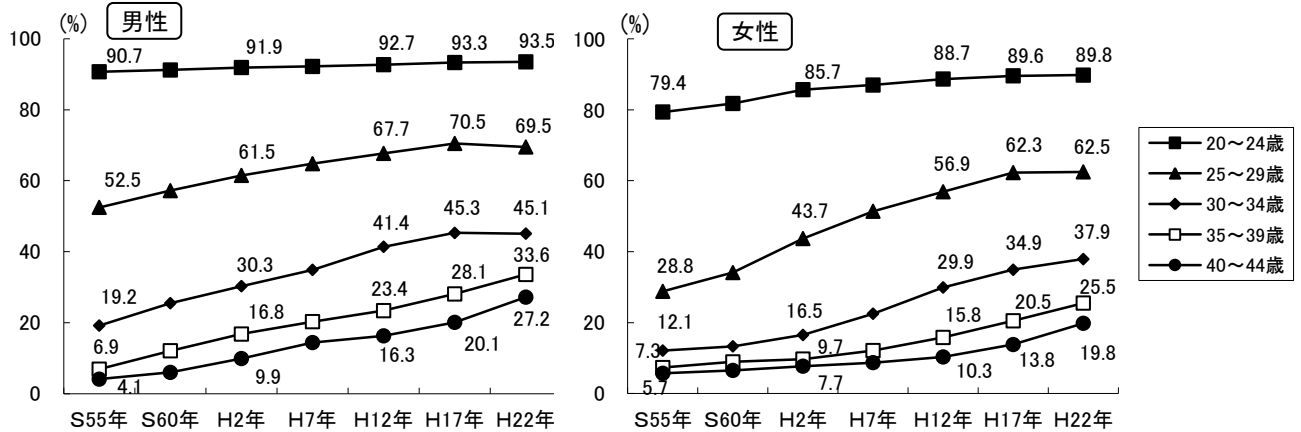 男性
(%)
100
80
60
40
20
0
90.7 91.9 92.7 93.3 93.5
52.5 61.5 67.7 70.5 69.5
19.2 30.3 41.4 45.3 45.1
6.9 16.8 23.4 28.1 33.6
4.1 9.9 16.3 20.1 27.2
S55年 S60年 H2年 H7年 H12年 H17年 H22年
女性
(%)
100
80
60
40
20
0
79.4 85.7 88.7 89.6 89.8
28.8 43.7 56.9 62.3 62.5
12.1 16.5 29.9 34.9 37.9
7.3 9.7 15.8 20.5 25.5
5.7 7.7 10.3 13.8 19.8
S55年 S60年 H2年 H7年 H12年 H17年 H22年
20～24歳
25～29歳
30～34歳
35～39歳
40～44歳